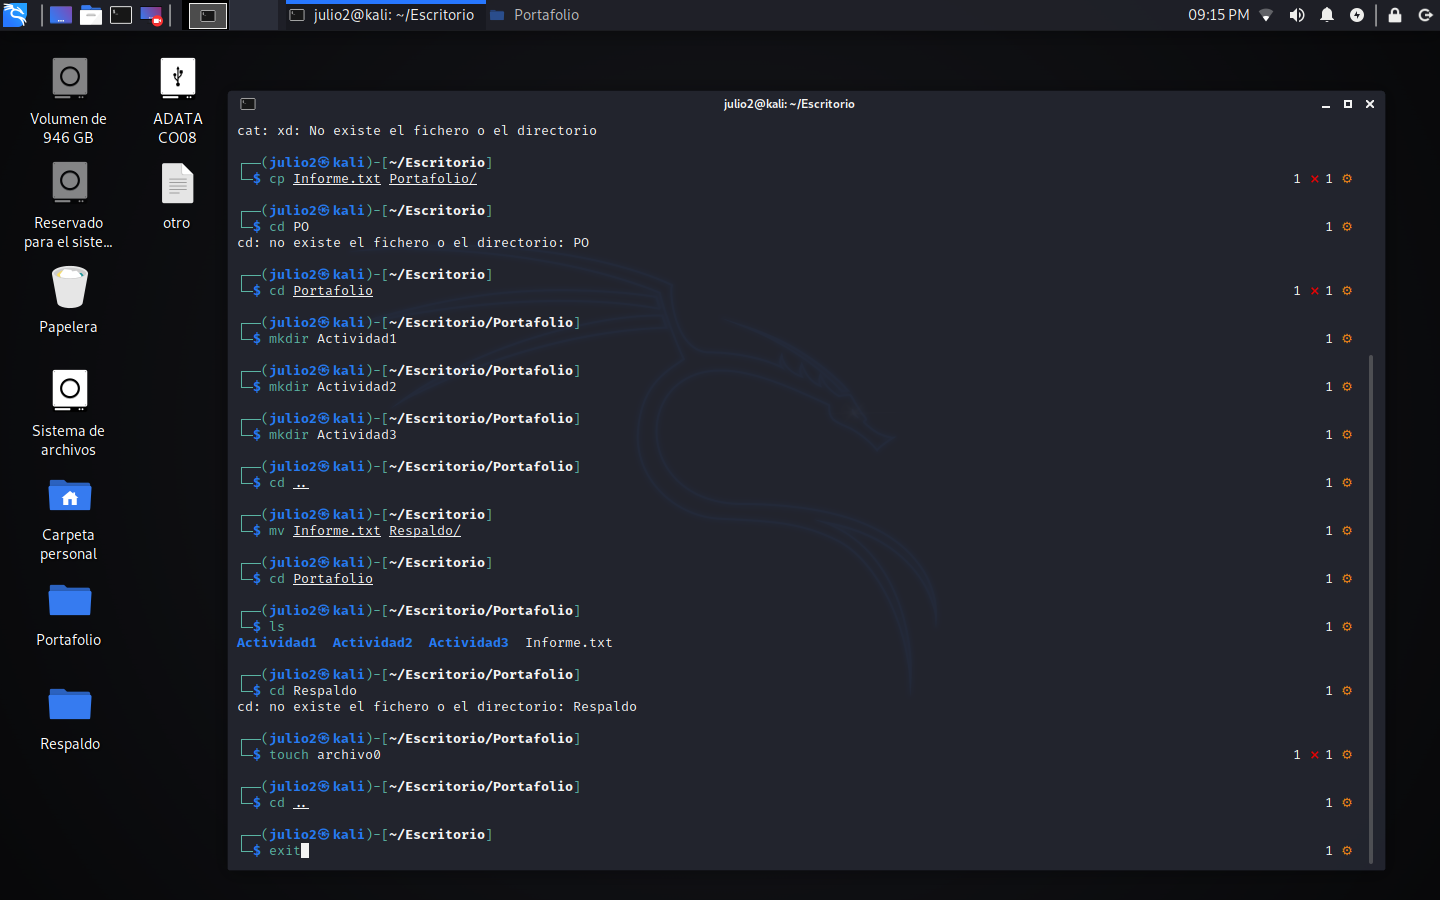 julio2@kali: ~/Escritorio
Portafolio
09:15 PM
Volumen de
946 GB
ADATA
CO08
Reservado
para el siste...
otro
Papelera
Sistema de
archivos
Carpeta
personal
Portafolio
Respaldo
julio2@kali: ~/Escritorio
cat: xd: No existe el fichero o el directorio
┌──(julio2㉿kali)-[~/Escritorio]
└─$ cp Informe.txt Portafolio/ 1 ⨯ 1 ⚙
┌──(julio2㉿kali)-[~/Escritorio]
└─$ cd PO 1 ⚙
cd: no existe el fichero o el directorio: PO
┌──(julio2㉿kali)-[~/Escritorio]
└─$ cd Portafolio 1 ⨯ 1 ⚙
┌──(julio2㉿kali)-[~/Escritorio/Portafolio]
└─$ mkdir Actividad1 1 ⚙
┌──(julio2㉿kali)-[~/Escritorio/Portafolio]
└─$ mkdir Actividad2 1 ⚙
┌──(julio2㉿kali)-[~/Escritorio/Portafolio]
└─$ mkdir Actividad3 1 ⚙
┌──(julio2㉿kali)-[~/Escritorio/Portafolio]
└─$ cd .. 1 ⚙
┌──(julio2㉿kali)-[~/Escritorio]
└─$ mv Informe.txt Respaldo/ 1 ⚙
┌──(julio2㉿kali)-[~/Escritorio]
└─$ cd Portafolio 1 ⚙
┌──(julio2㉿kali)-[~/Escritorio/Portafolio]
└─$ ls 1 ⚙
Actividad1 Actividad2 Actividad3 Informe.txt
┌──(julio2㉿kali)-[~/Escritorio/Portafolio]
└─$ cd Respaldo 1 ⚙
cd: no existe el fichero o el directorio: Respaldo
┌──(julio2㉿kali)-[~/Escritorio/Portafolio]
└─$ touch archivo0 1 ⨯ 1 ⚙
┌──(julio2㉿kali)-[~/Escritorio/Portafolio]
└─$ cd .. 1 ⚙
┌──(julio2㉿kali)-[~/Escritorio]
└─$ exit 1 ⚙